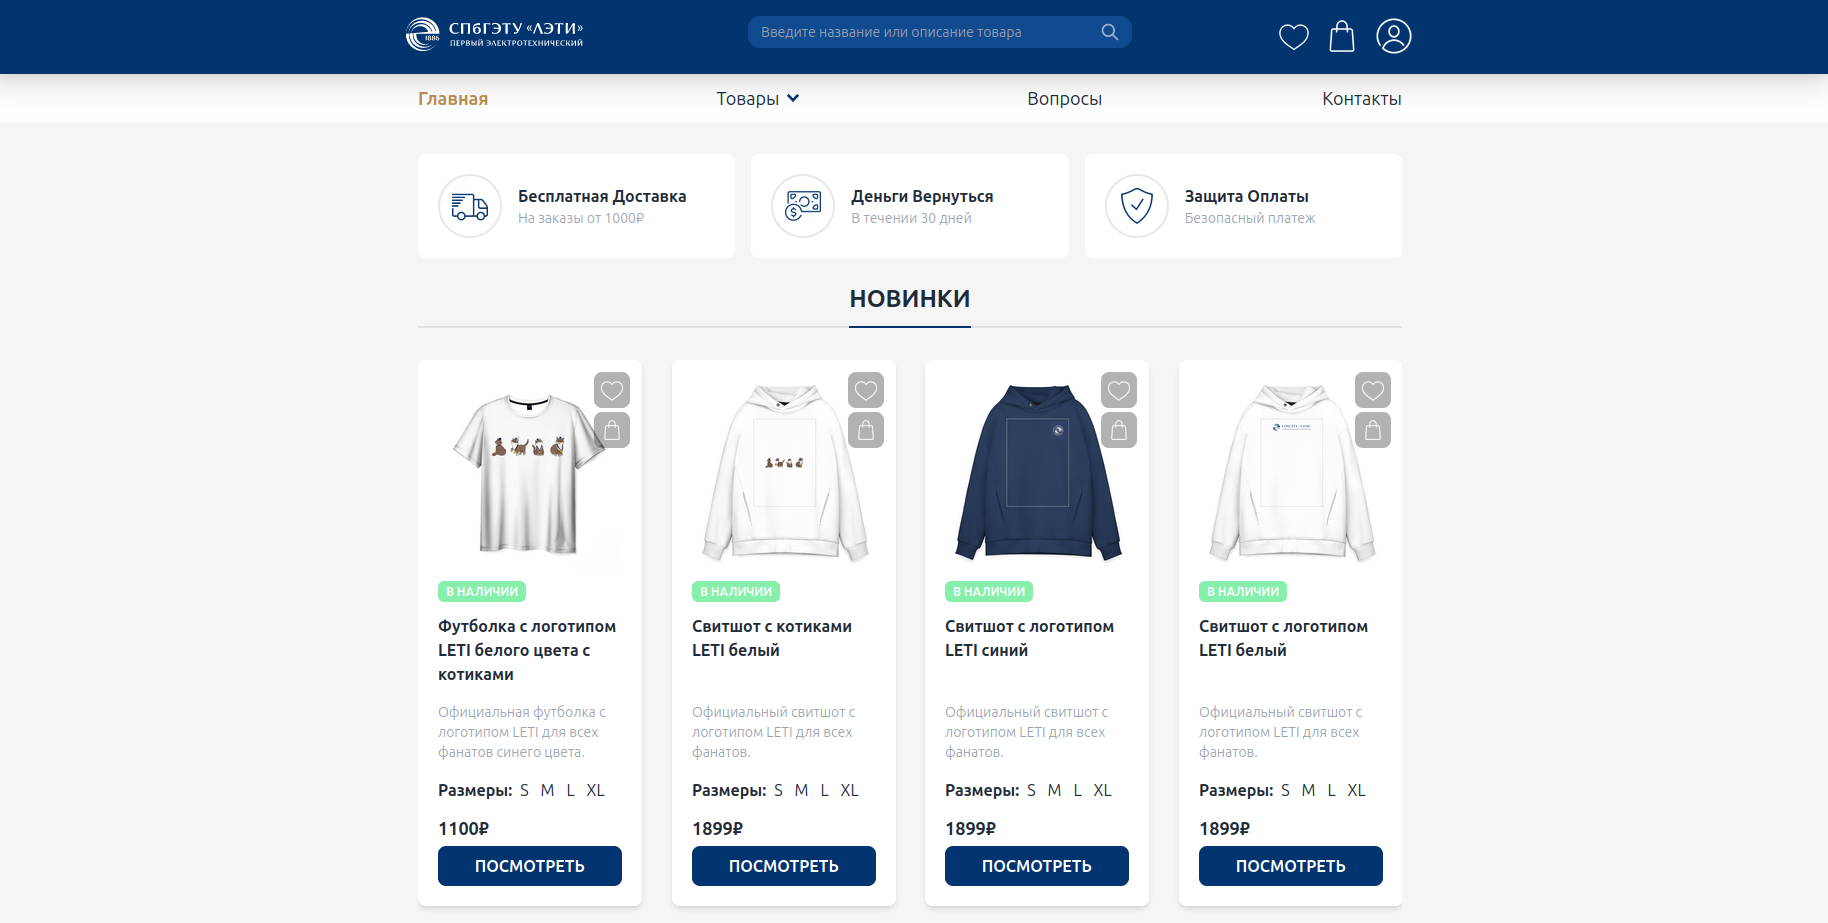 СПбГЭТУ «ЛЭТИ»
1886
ПЕРВЫЙ ЭЛЕКТРОТЕХНИЧЕСКИЙ
Введите название или описание товара
Главная
Товары
Вопросы
Контакты
Бесплатная Доставка
На заказы от 1000₽
Деньги Вернуться
В течении 30 дней
Защита Оплаты
Безопасный платеж
НОВИНКИ
В НАЛИЧИИ
Футболка с логотипом
LETI белого цвета с
котиками
Официальная футболка с
логотипом LETI для всех
фанатов синего цвета.
Размеры: S M L XL
1100₽
ПОСМОТРЕТЬ
В НАЛИЧИИ
Свитшот с котиками
LETI белый
Официальный свитшот с
логотипом LETI для всех
фанатов.
Размеры: S M L XL
1899₽
ПОСМОТРЕТЬ
В НАЛИЧИИ
Свитшот с логотипом
LETI синий
Официальный свитшот с
логотипом LETI для всех
фанатов.
Размеры: S M L XL
1899₽
ПОСМОТРЕТЬ
СПбГЭТУ «ЛЭТИ»
В НАЛИЧИИ
Свитшот с логотипом
LETI белый
Официальный свитшот с
логотипом LETI для всех
фанатов.
Размеры: S M L XL
1899₽
ПОСМОТРЕТЬ